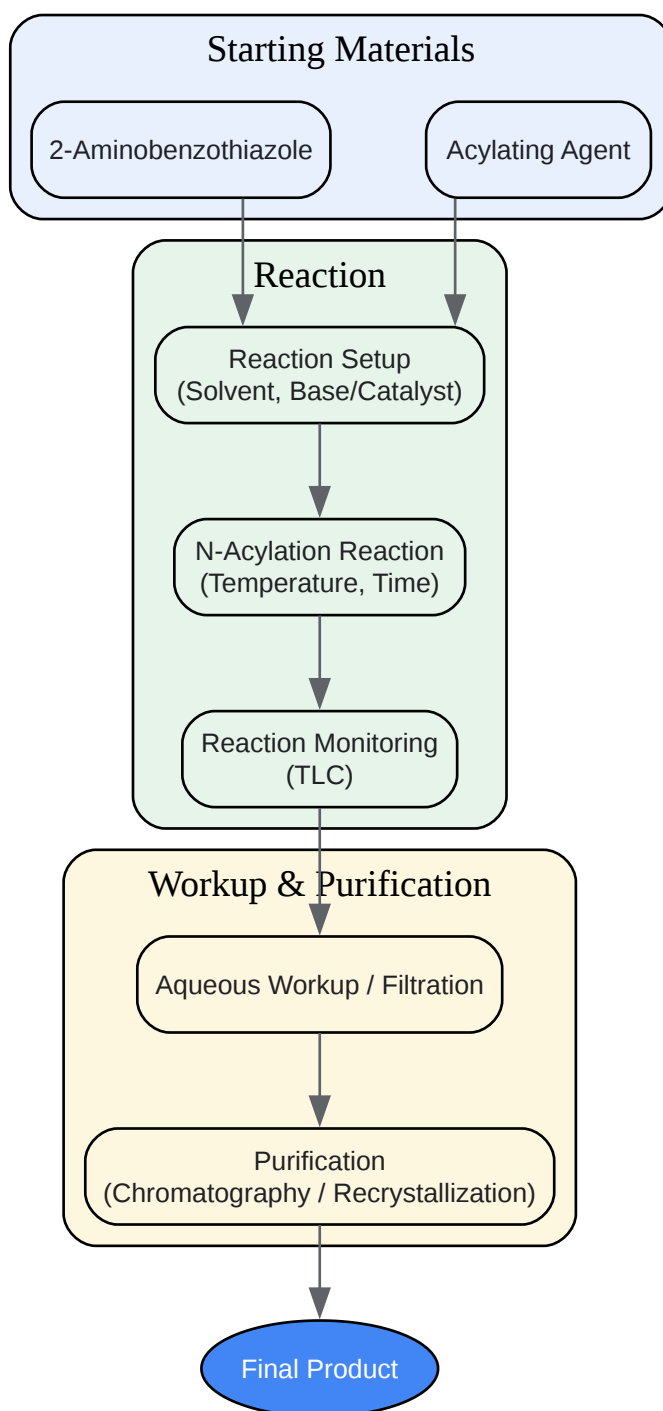 Starting Materials
2-Aminobenzothiazole
Acylating Agent
Reaction
Reaction Setup
(Solvent, Base/Catalyst)
N-Acylation Reaction
(Temperature, Time)
Reaction Monitoring
(TLC)
Workup & Purification
Aqueous Workup / Filtration
Purification
(Chromatography / Recrystallization)
Final Product